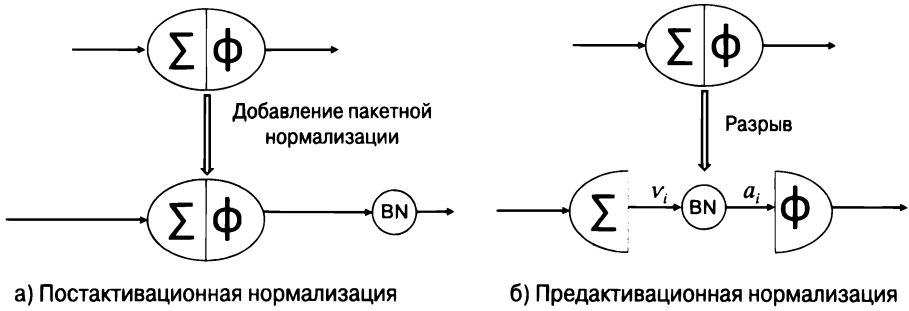 Σ Ф
Добавление пакетной
нормализации
Σ Ф
BN
а) Постактивационная нормализация
Σ Ф
Разрыв
Σ
v_i
BN
a_i
Ф
б) Предактивационная нормализация